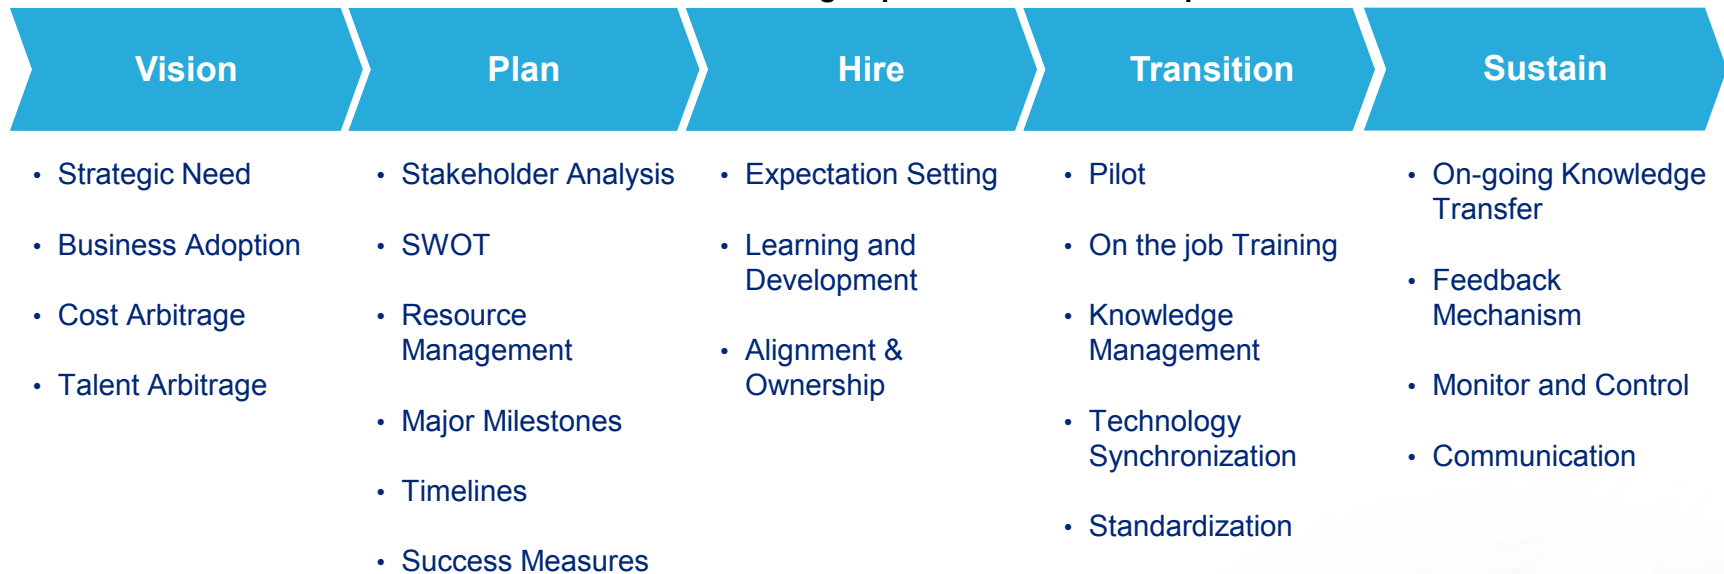 Vision
Plan
Hire
Transition
Sustain
• Strategic Need
• Business Adoption
• Cost Arbitrage
• Talent Arbitrage
• Stakeholder Analysis
• SWOT
• Resource
Management
• Major Milestones
• Timelines
• Success Measures
• Expectation Setting
• Learning and
Development
• Alignment &
Ownership
• Pilot
• On the job Training
• Knowledge
Management
• Technology
Synchronization
• Standardization
• On-going Knowledge
Transfer
• Feedback
Mechanism
• Monitor and Control
• Communication